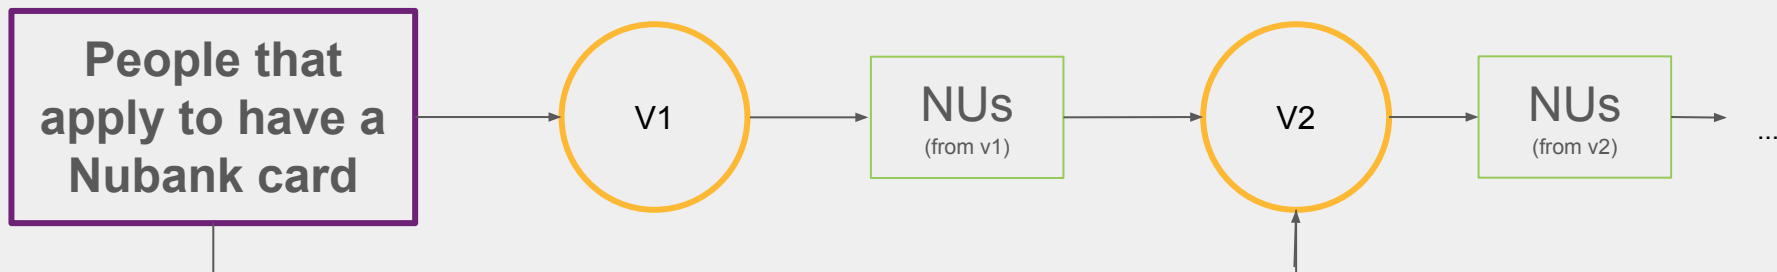 People that
apply to have a
Nubank card
V1
NUs
(from v1)
V2
NUs
(from v2)
...